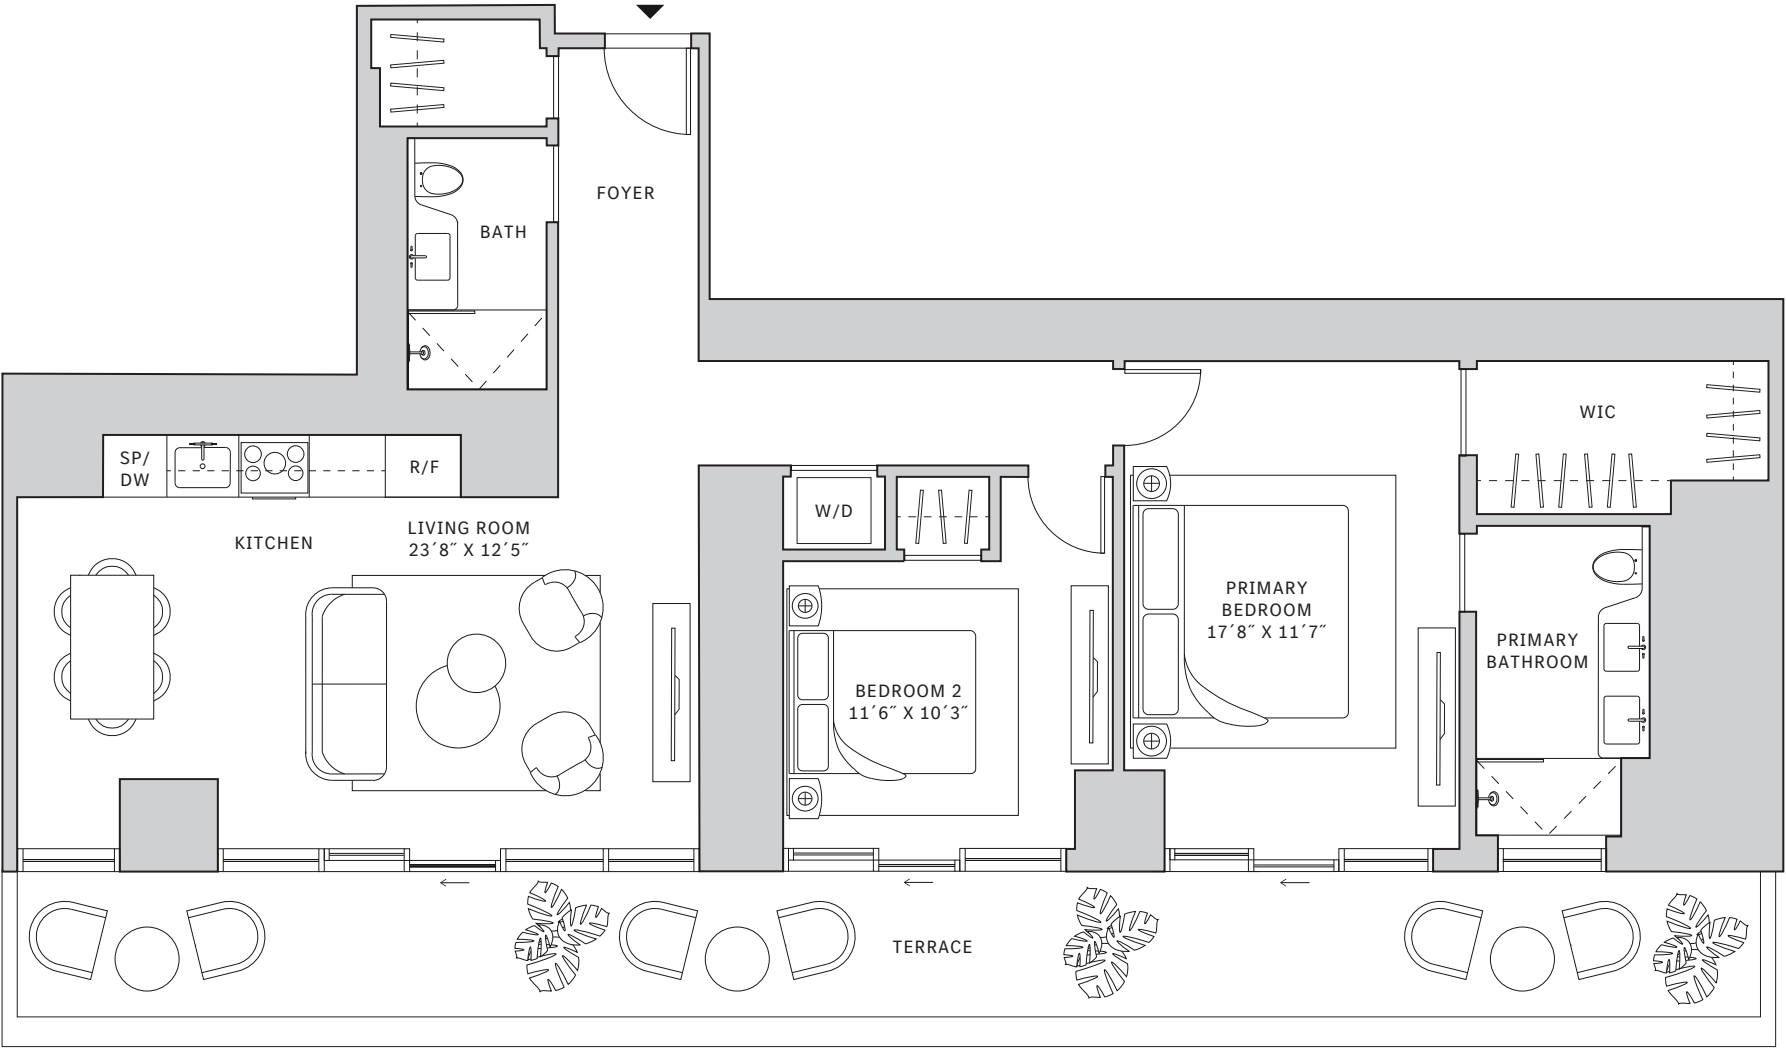 FOYER
BATH
WIC
SP/
DW
R/F
W/D
LIVING ROOM
23´8˝ X 12´5˝
KITCHEN
PRIMARY
BEDROOM
17´8˝ X 11´7˝
PRIMARY
BATHROOM
BEDROOM 2
11´6˝ X 10´3˝
TERRACE